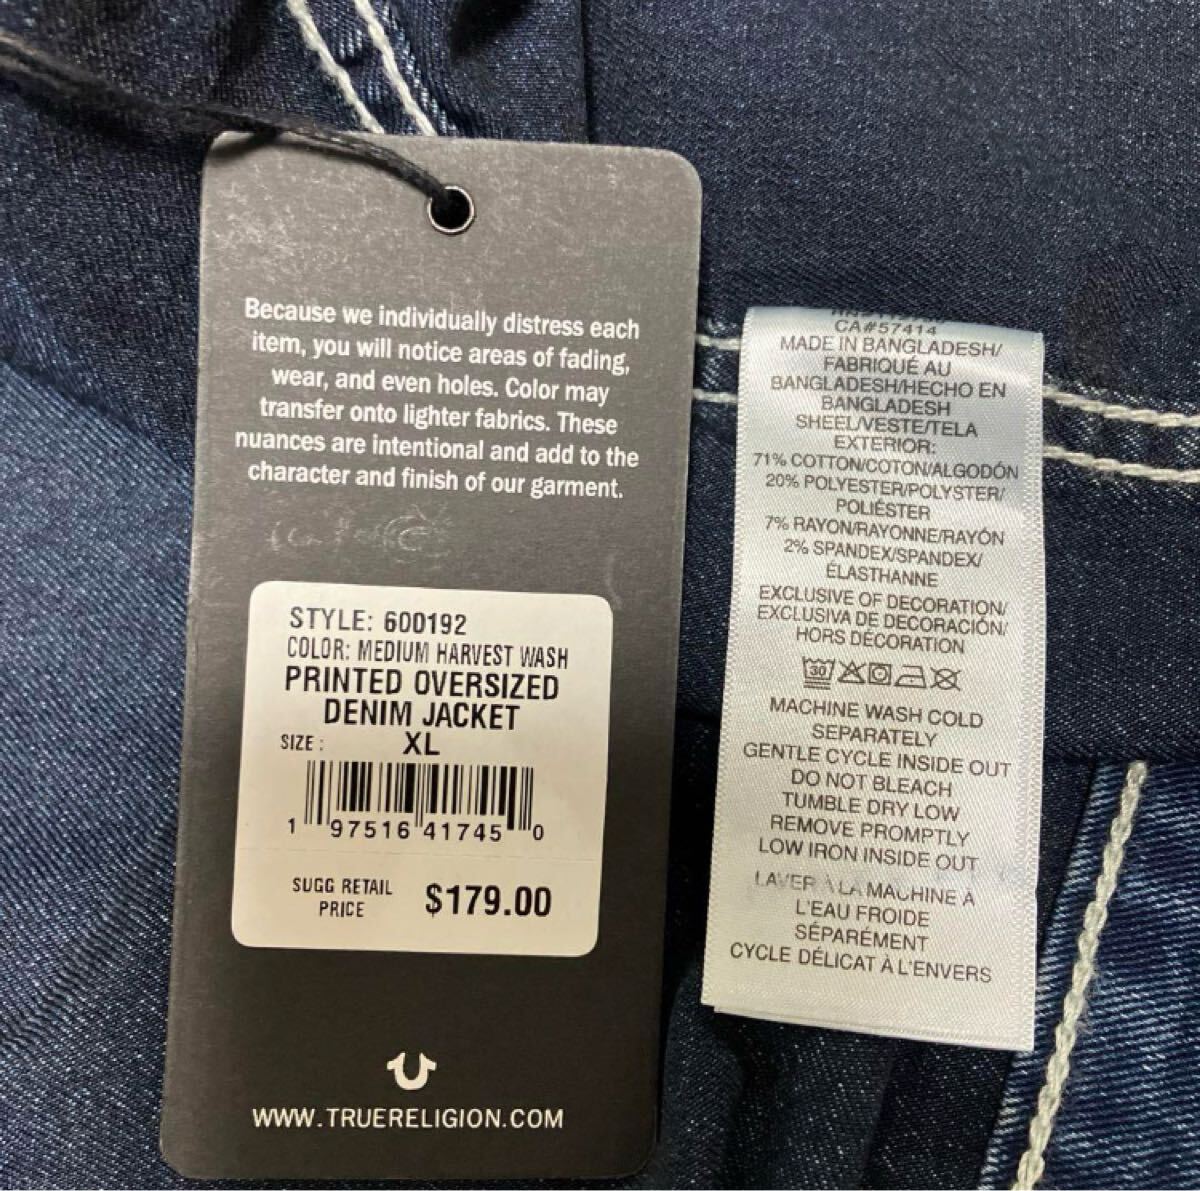 Because we individually distress each
item, you will notice areas of fading,
wear, and even holes. Color may
transfer onto lighter fabrics. These
nuances are intentional and add to the
character and finish of our garment.
STYLE: 600192
COLOR: MEDIUM HARVEST WASH
PRINTED OVERSIZED
DENIM JACKET
SIZE: XL
1 97516 41745 0
SUGG RETAIL
PRICE $179.00
WWW.TRUERELIGION.COM
CA#57414
MADE IN BANGLADESH/
FABRIQUÉ AU
BANGLADESH/HECHO EN
BANGLADESH
SHEEL/VESTE/TELA
EXTERIOR:
71% COTTON/COTON/ALGODÓN
20% POLYESTER/POLYSTER/
POLIÉSTER
7% RAYON/RAYONNE/RAYÓN
2% SPANDEX/SPANDEX/
ÉLASTHANNE
EXCLUSIVE OF DECORATION/
EXCLUSIVA DE DECORACIÓN/
HORS DÉCORATION
30
MACHINE WASH COLD
SEPARATELY
GENTLE CYCLE INSIDE OUT
DO NOT BLEACH
TUMBLE DRY LOW
REMOVE PROMPTLY
LOW IRON INSIDE OUT
LAVER À LA MACHINE À
L'EAU FROIDE
SÉPARÉMENT
CYCLE DÉLICAT À L'ENVERS